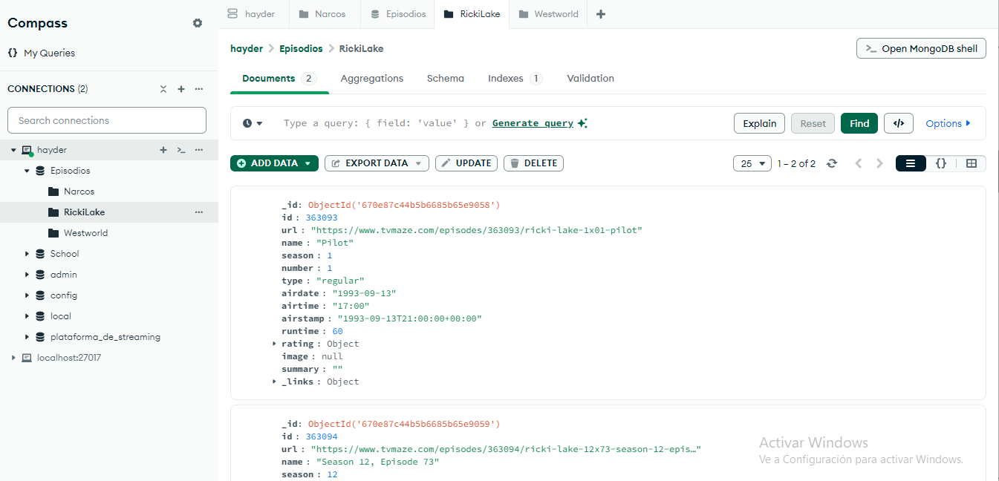 Compass
{} My Queries
CONNECTIONS (2)
Search connections
hayder
Episodios
Narcos
RickiLake
Westworld
School
admin
config
local
plataforma_de_streaming
localhost:27017
hayder Narcos Episodios RickiLake Westworld
hayder > Episodios > RickiLake
>_ Open MongoDB shell
Documents 2 Aggregations Schema Indexes 1 Validation
Type a query: { field: 'value' } or Generate query
Explain Reset Find </> Options
ADD DATA EXPORT DATA UPDATE DELETE 25 1 – 2 of 2 {}
_id: ObjectId('670e87c44b5b6685b65e9058')
id : 363093
url : "https://www.tvmaze.com/episodes/363093/ricki-lake-1x01-pilot"
name : "Pilot"
season : 1
number : 1
type : "regular"
airdate : "1993-09-13"
airtime : "17:00"
airstamp : "1993-09-13T21:00:00+00:00"
runtime : 60
rating : Object
image : null
summary : ""
_links : Object
_id: ObjectId('670e87c44b5b6685b65e9059')
id : 363094
url : "https://www.tvmaze.com/episodes/363094/ricki-lake-12x73-season-12-epis…"
name : "Season 12, Episode 73"
season : 12
Activar Windows
Ve a Configuración para activar Windows.